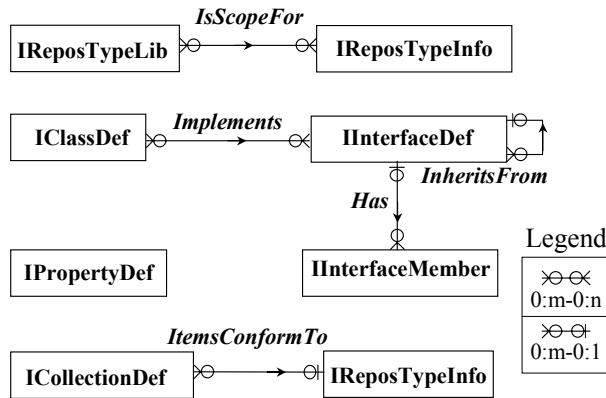 IsScopeFor
IReposTypeLib
IReposTypeInfo
IClassDef
Implements
IInterfaceDef
InheritsFrom
Has
IPropertyDef
IInterfaceMember
Legend
0:m-0:n
0:m-0:1
ItemsConformTo
ICollectionDef
IReposTypeInfo